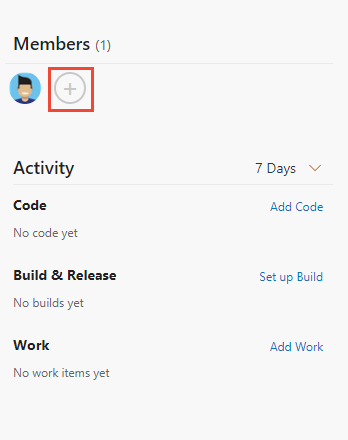 Members (1)
Activity 7 Days
Code Add Code
No code yet
Build & Release Set up Build
No builds yet
Work Add Work
No work items yet